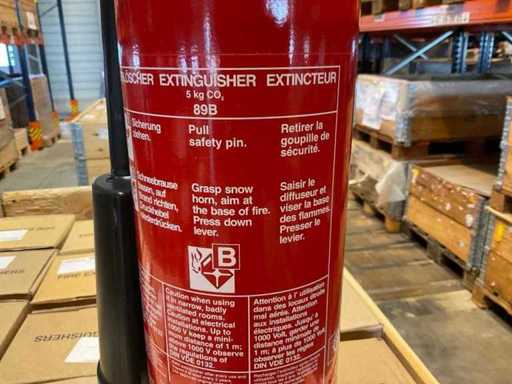 LÖSCHER EXTINGUISHER EXTINCTEUR
5 kg CO₂
89B
Sicherung
ziehen.
Pull
safety pin.
Retirer la
goupille de
sécurité.
Schneebrause
fassen, auf
Brand richten,
Druckhebel
niederdrücken.
Grasp snow
horn, aim at
the base of fire.
Press down
lever.
Saisir le
diffuseur et
viser la base
des flammes.
Presser le
levier.
B
Caution when using
it in narrow, badly
ventilated rooms.
Caution at electrical
installations. Up to
1000 V keep a mini-
mum distance of 1 m;
1000 V observe
regulations of
DIN VDE 0132.
Attention à l'utilisation
dans des locaux étroits
mal aérés. Attention
aux installations
électriques. Jusqu'à
1000 Volt, garder une
distance minimum de
1 m; à plus de 1000 Volt
observer les règles
DIN VDE 0132.
GUISHERS